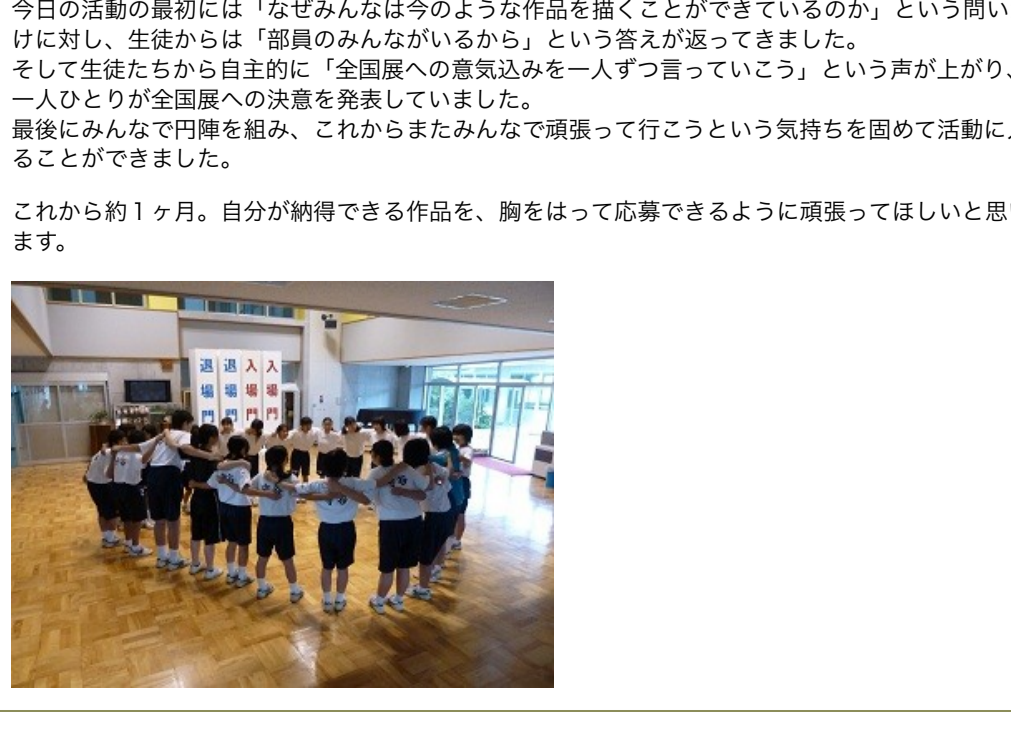 今日の活動の最初には「なぜみんなは今のような作品を描くことができているのか」という問い
けに対し、生徒からは「部員のみんながいるから」という答えが返ってきました。
そして生徒たちから自主的に「全国展への意気込みを一人ずつ言っていこう」という声が上がり、
一人ひとりが全国展への決意を発表していました。
最後にみんなで円陣を組み、これからまたみんなで頑張って行こうという気持ちを固めて活動に
ることができました。
これから約１ヶ月。自分が納得できる作品を、胸をはって応募できるように頑張ってほしいと思
ます。
退場門
退場門
入場門
入場門